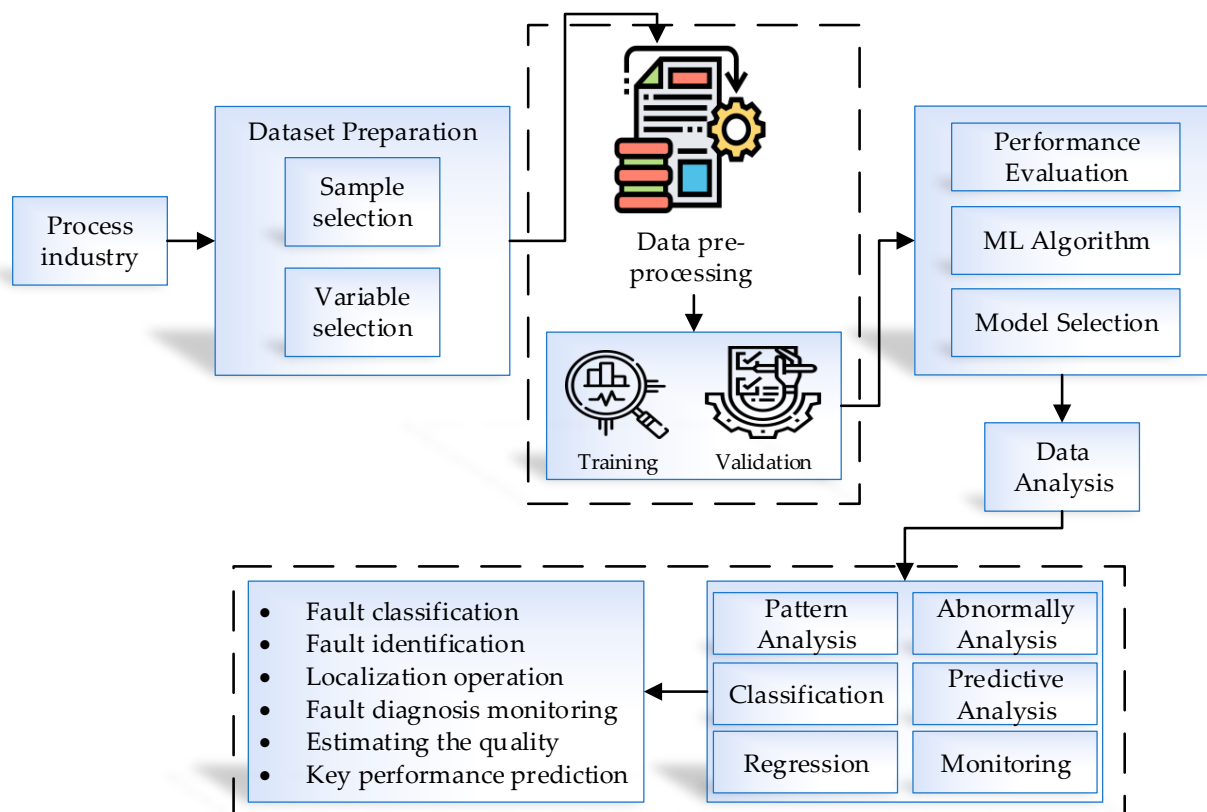 Process
industry
Dataset Preparation
Sample
selection
Variable
selection
Data pre-
processing
Training
Validation
Performance
Evaluation
ML Algorithm
Model Selection
Data
Analysis
Pattern
Analysis
Abnormally
Analysis
Classification
Predictive
Analysis
Regression
Monitoring
• Fault classification
• Fault identification
• Localization operation
• Fault diagnosis monitoring
• Estimating the quality
• Key performance prediction